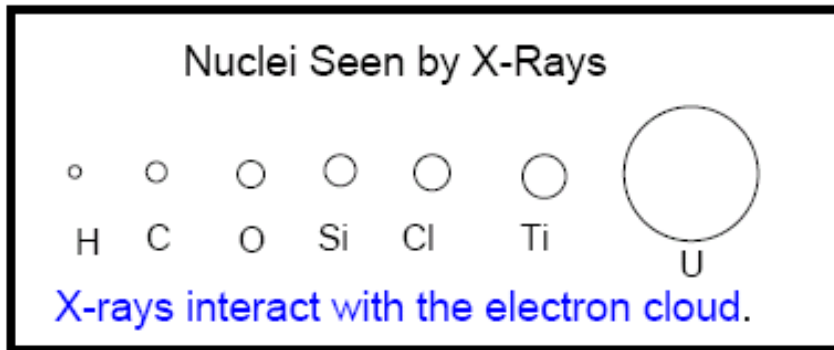 Nuclei Seen by X-Rays
H C O Si Cl Ti U
X-rays interact with the electron cloud.